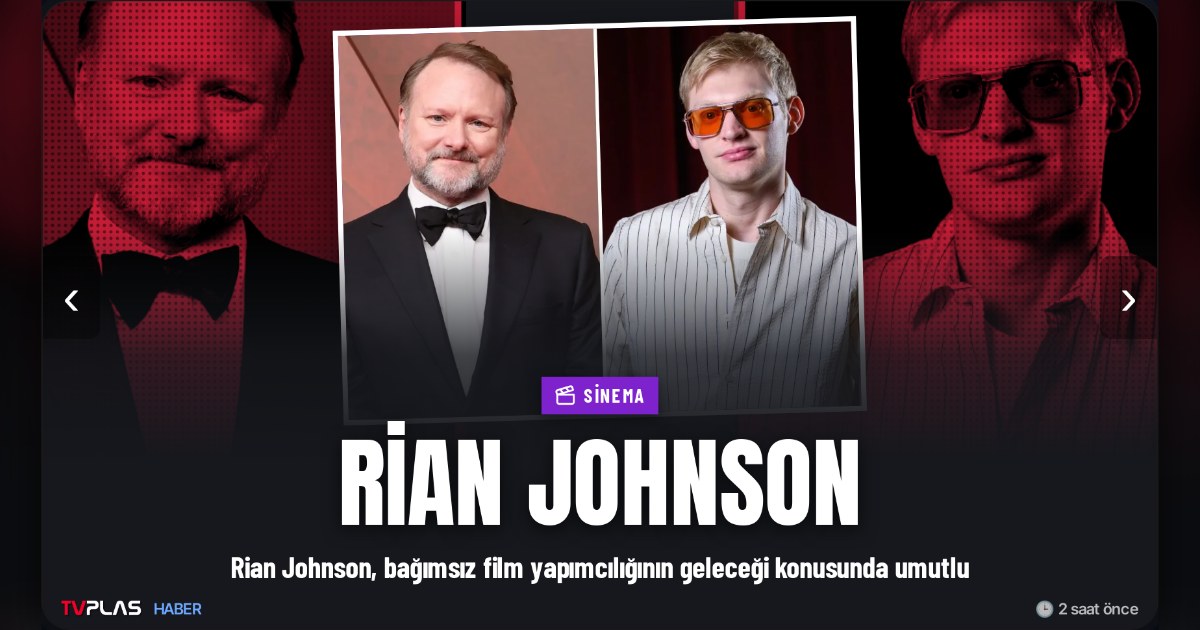 SİNEMA
RİAN JOHNSON
Rian Johnson, bağımsız film yapımcılığının geleceği konusunda umutlu
TVPLAS HABER
2 saat önce